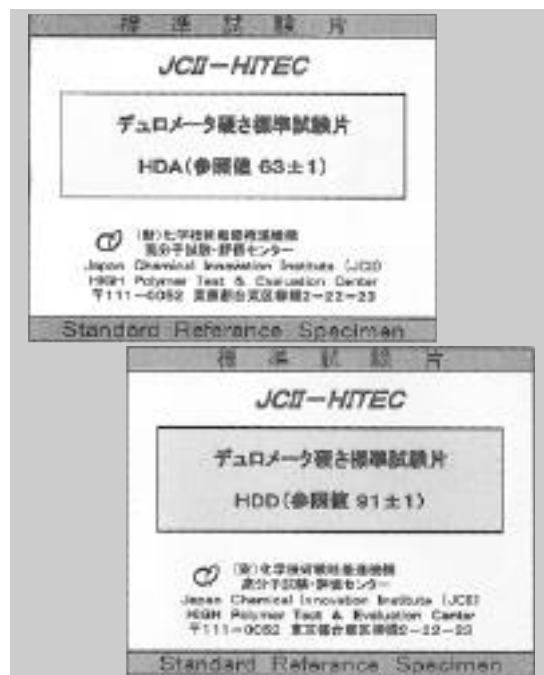 標準試験片
JCII-HITEC
デュロメータ硬さ標準試験片
HDA(参照値 63±1)
(財)化学技術戦略推進機構
高分子試験・評価センター
Japan Chemical Innovation Institute (JCII)
HIGH Polymer Test & Evaluation Center
〒111-0052 東京都台東区柳橋2-22-23
Standard Reference Specimen
標準試験片
JCII-HITEC
デュロメータ硬さ標準試験片
HDD(参照値 91±1)
(財)化学技術戦略推進機構
高分子試験・評価センター
Japan Chemical Innovation Institute (JCII)
HIGH Polymer Test & Evaluation Center
〒111-0052 東京都台東区柳橋2-22-23
Standard Reference Specimen